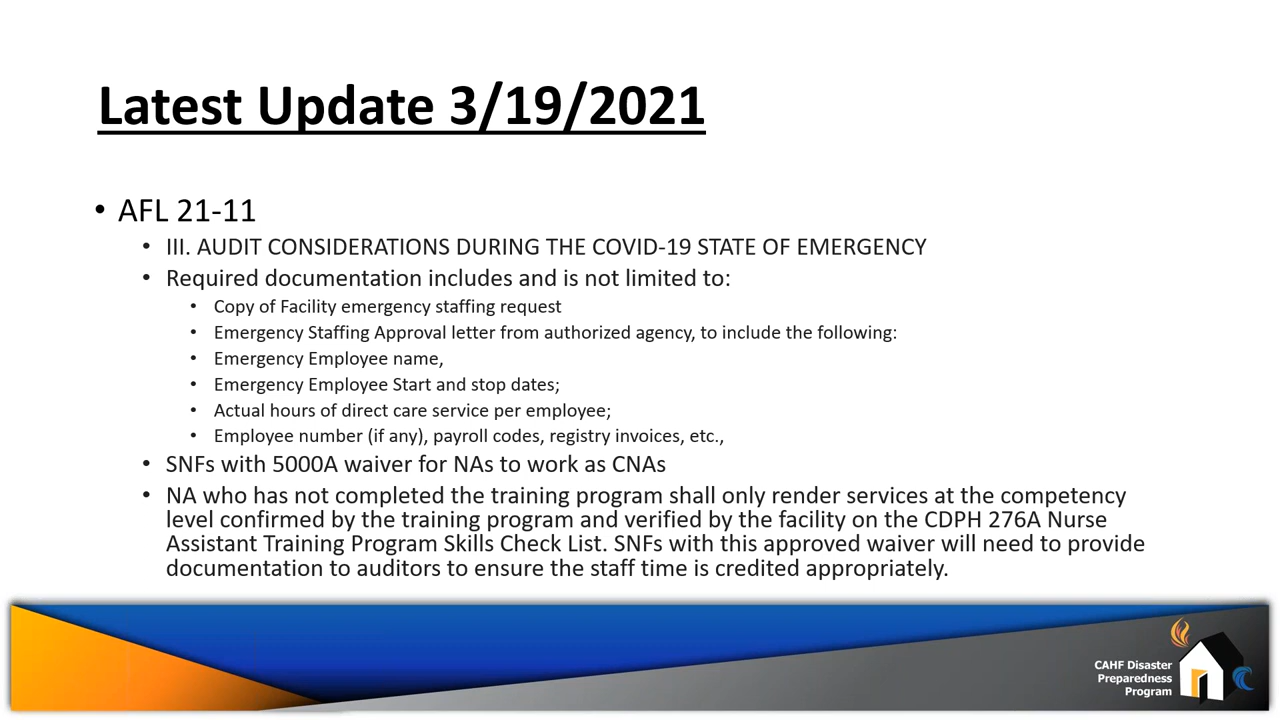 Latest Update 3/19/2021
• AFL 21-11
• III. AUDIT CONSIDERATIONS DURING THE COVID-19 STATE OF EMERGENCY
• Required documentation includes and is not limited to:
• Copy of Facility emergency staffing request
• Emergency Staffing Approval letter from authorized agency, to include the following:
• Emergency Employee name,
• Emergency Employee Start and stop dates;
• Actual hours of direct care service per employee;
• Employee number (if any), payroll codes, registry invoices, etc.,
• SNFs with 5000A waiver for NAs to work as CNAs
• NA who has not completed the training program shall only render services at the competency
level confirmed by the training program and verified by the facility on the CDPH 276A Nurse
Assistant Training Program Skills Check List. SNFs with this approved waiver will need to provide
documentation to auditors to ensure the staff time is credited appropriately.
CAHF Disaster
Preparedness
Program